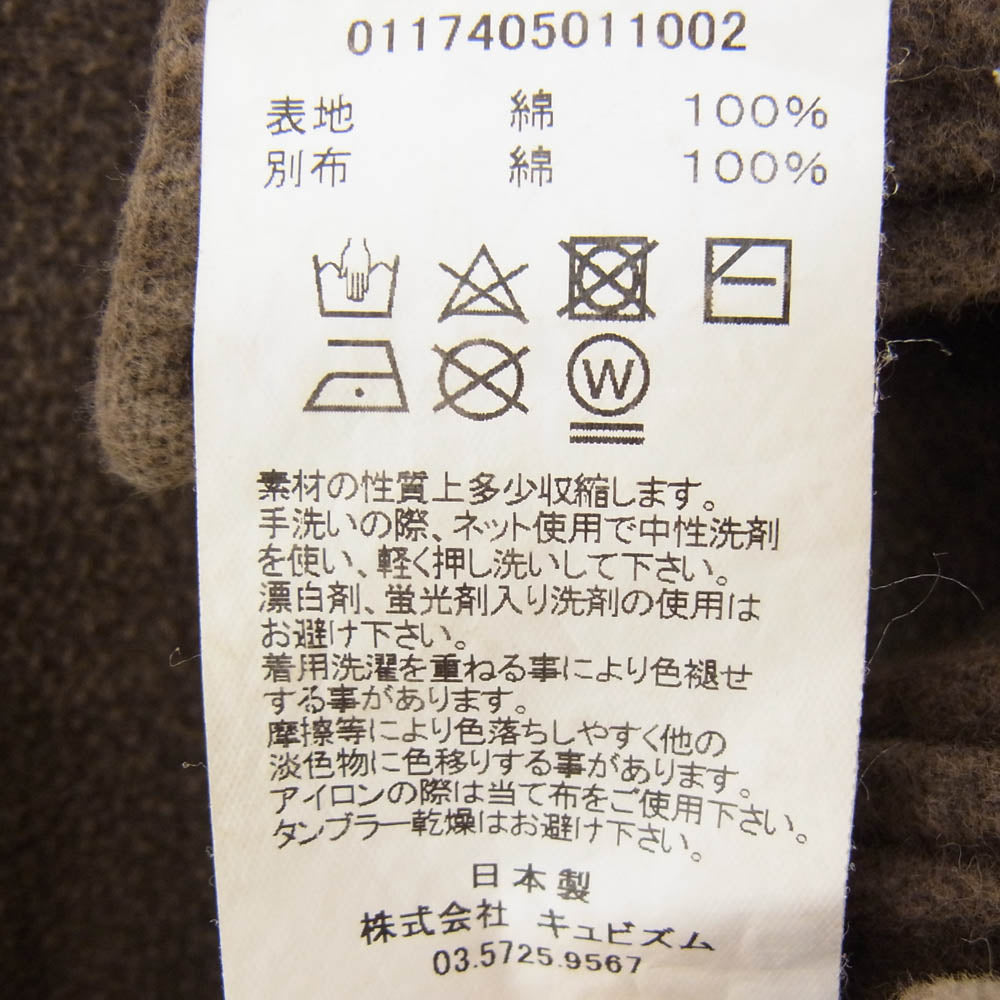 0117405011002
表地 綿 100%
別布 綿 100%
W
素材の性質上多少収縮します。
手洗いの際、ネット使用で中性洗剤
を使い、軽く押し洗いして下さい。
漂白剤、蛍光剤入り洗剤の使用は
お避け下さい。
着用洗濯を重ねる事により色褪せ
する事があります。
摩擦等により色落ちしやすく他の
淡色物に色移りする事があります。
アイロンの際は当て布をご使用下さい。
タンブラー乾燥はお避け下さい。
日本製
株式会社 キュビズム
03.5725.9567